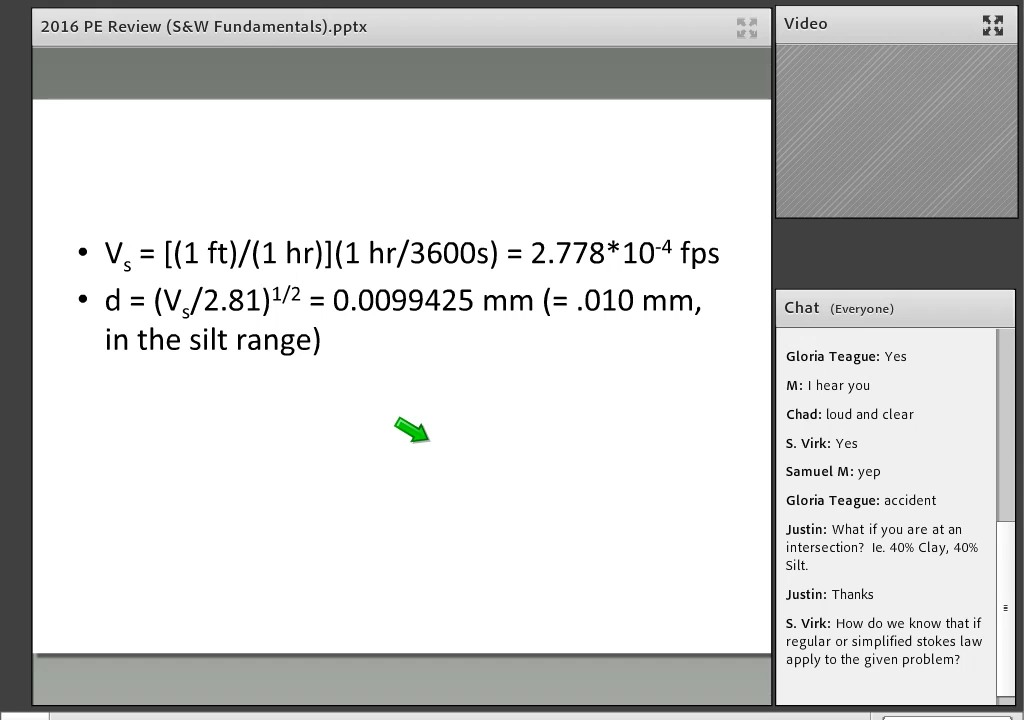 2016 PE Review (S&W Fundamentals).pptx
• Vs = [(1 ft)/(1 hr)](1 hr/3600s) = 2.778*10-4 fps
• d = (Vs/2.81)1/2 = 0.0099425 mm (= .010 mm,
in the silt range)
Video
Chat (Everyone)
Gloria Teague: Yes
M: I hear you
Chad: loud and clear
S. Virk: Yes
Samuel M: yep
Gloria Teague: accident
Justin: What if you are at an
intersection? Ie. 40% Clay, 40%
Silt.
Justin: Thanks
S. Virk: How do we know that if
regular or simplified stokes law
apply to the given problem?